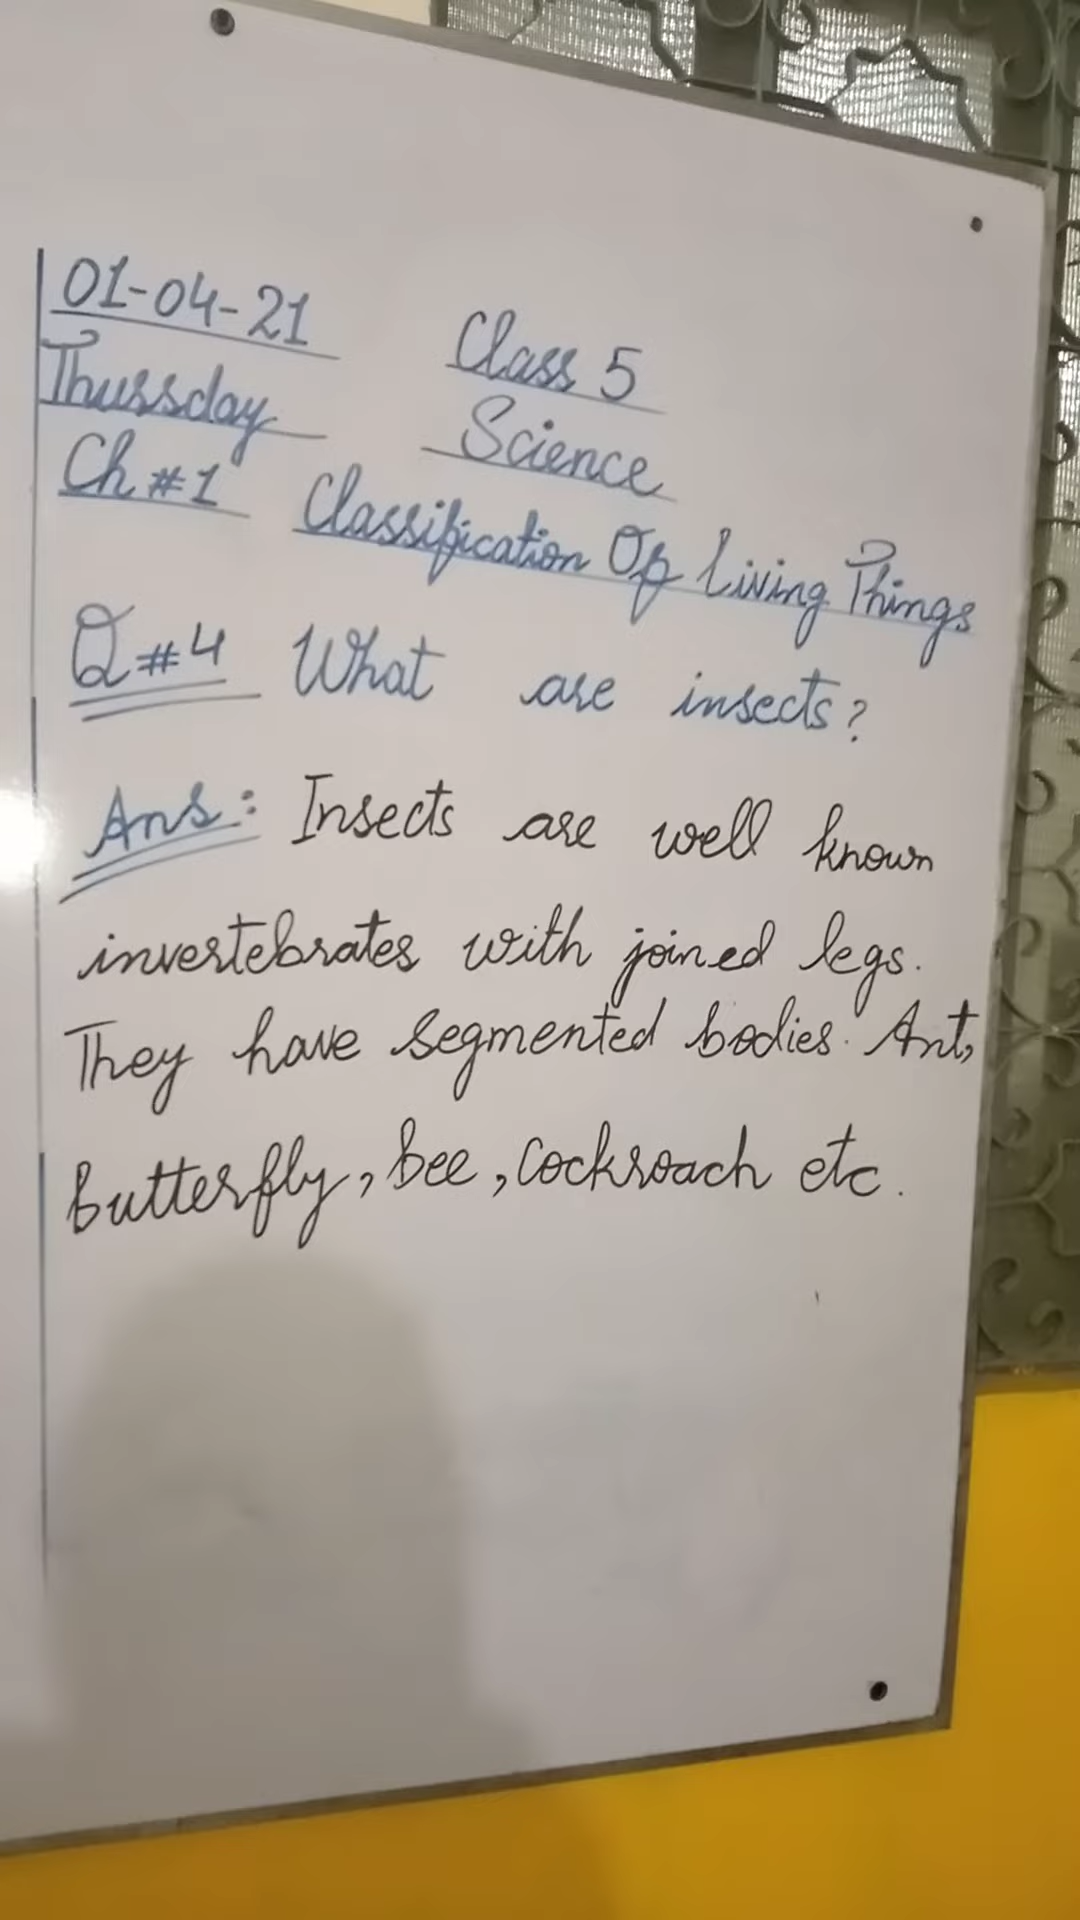 01-04-21
Class 5
Thursday
Science
Ch #1 Classification Of Living Things
Q #4 What are insects?
Ans: Insects are well known
invertebrates with joined legs.
They have segmented bodies. Ant,
Butterfly, Bee, Cockroach etc.